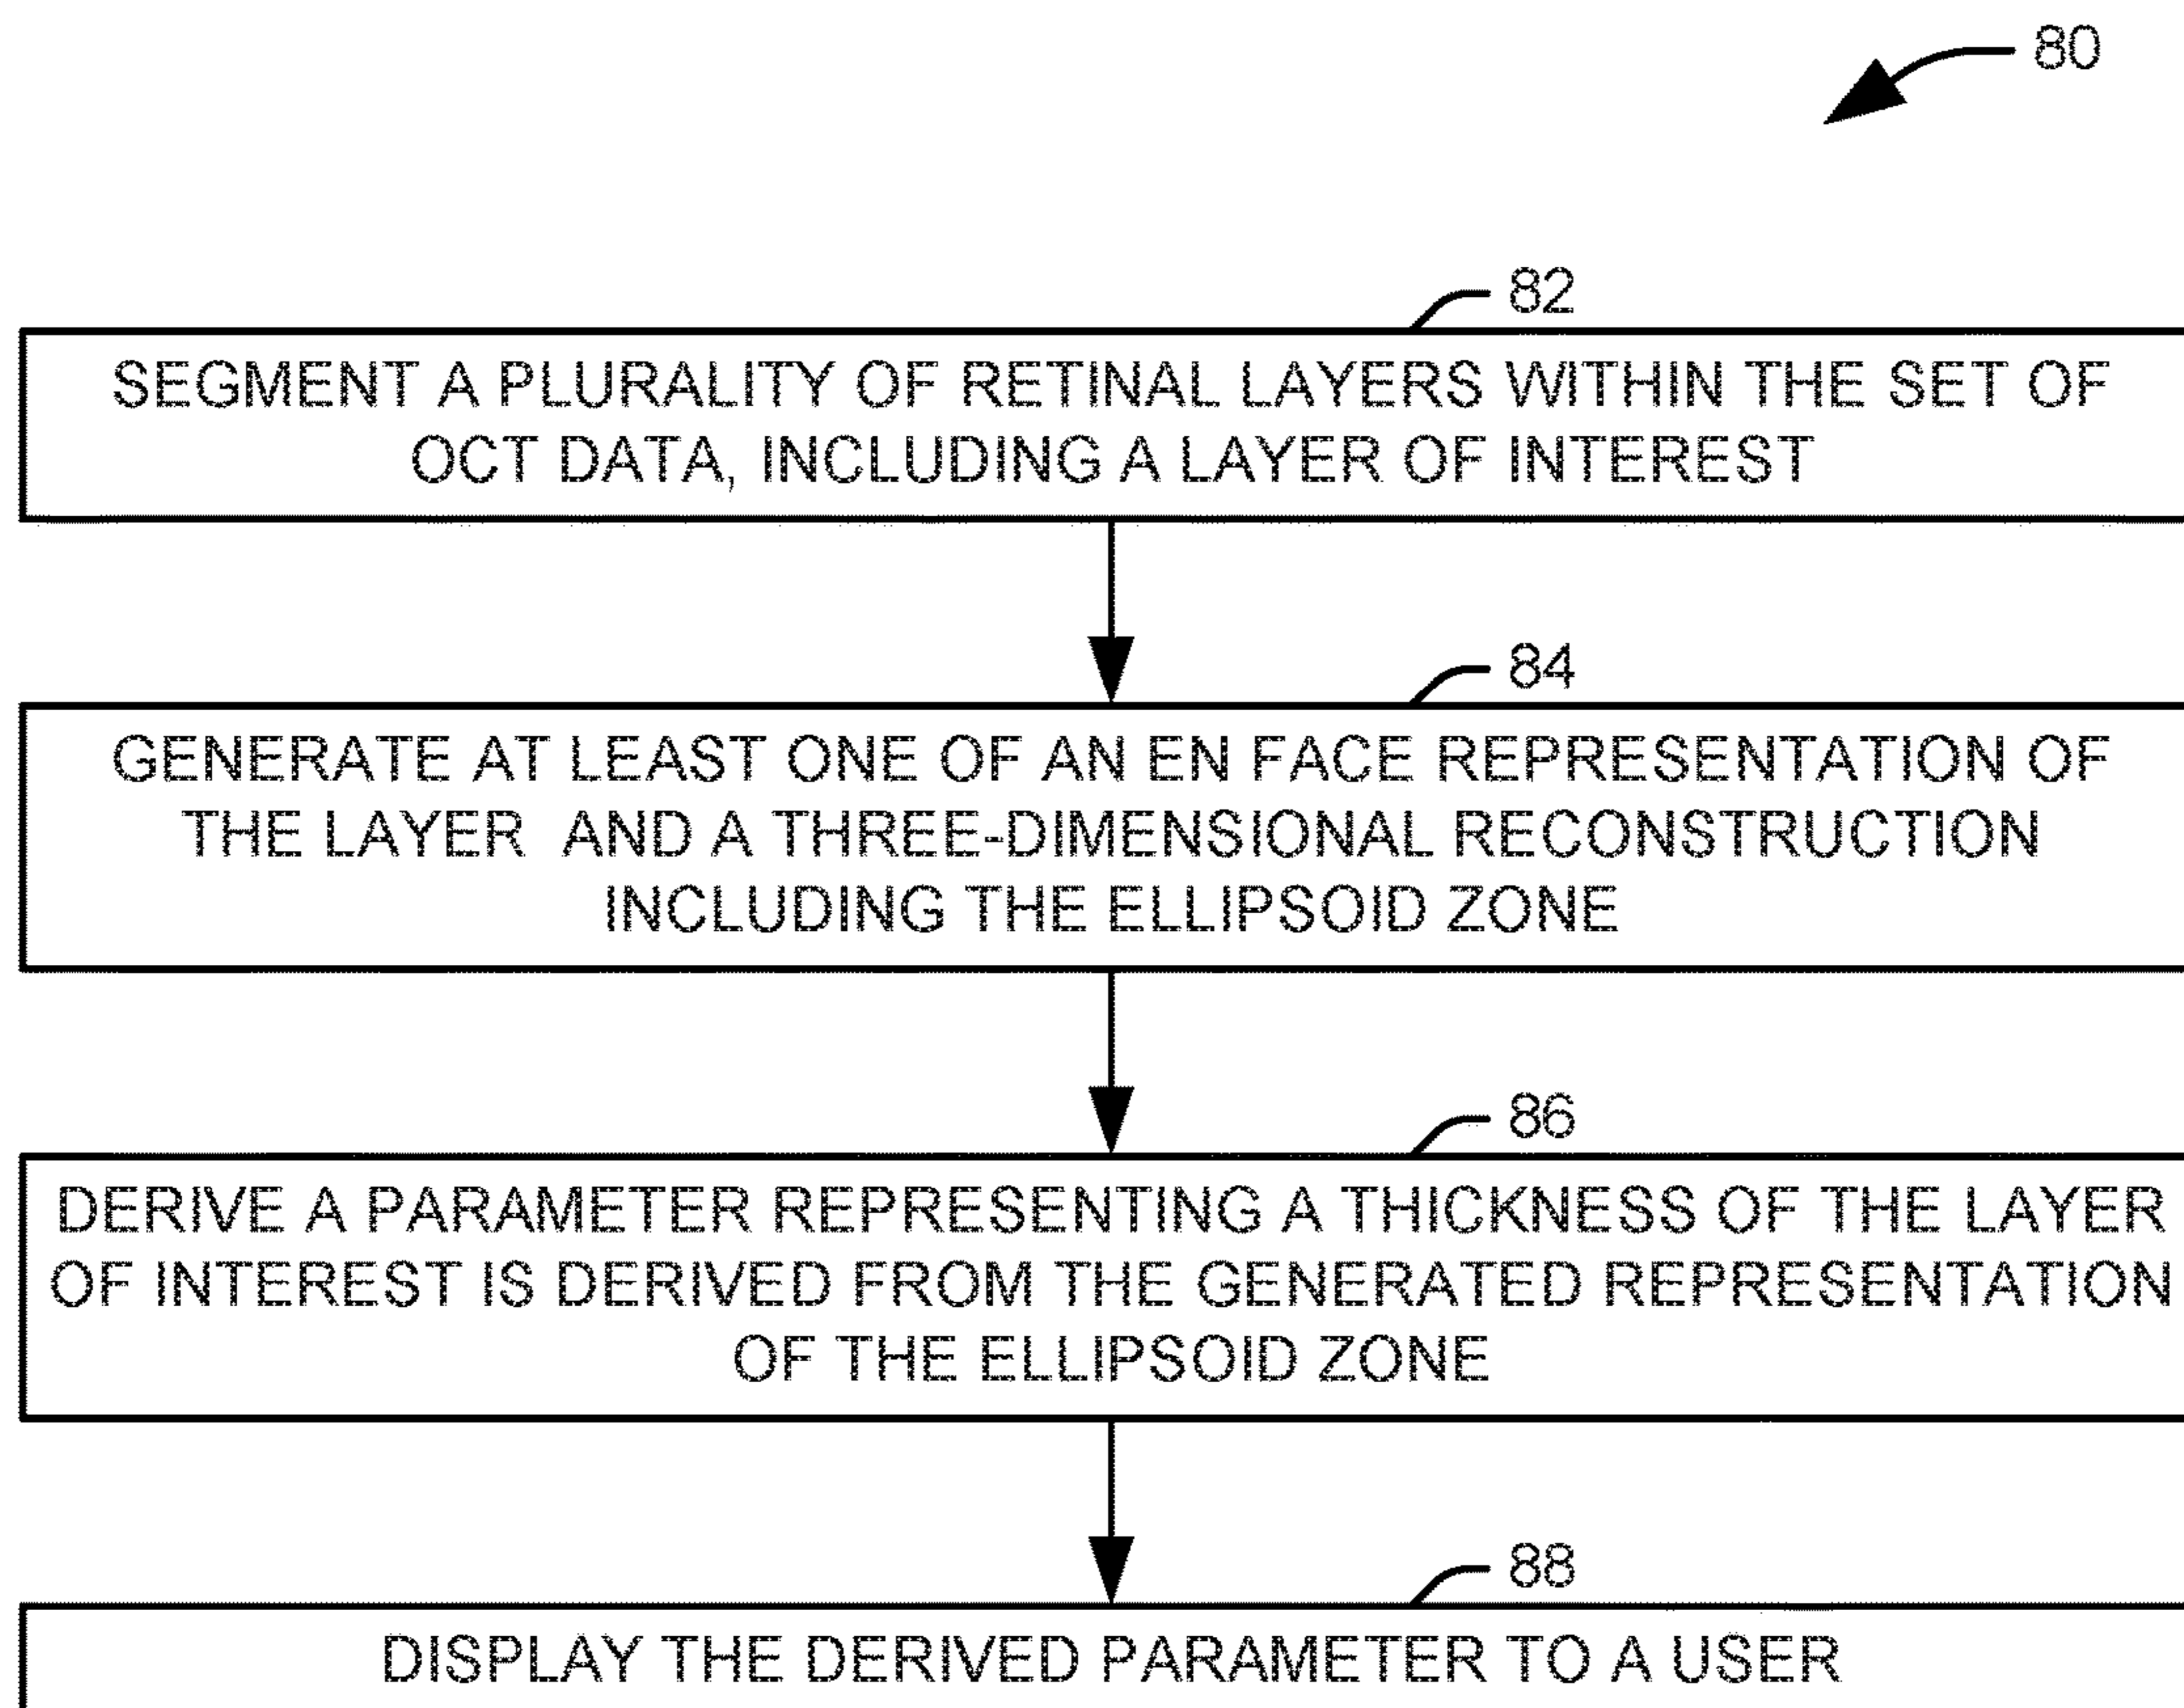 80
82
SEGMENT A PLURALITY OF RETINAL LAYERS WITHIN THE SET OF
OCT DATA, INCLUDING A LAYER OF INTEREST
84
GENERATE AT LEAST ONE OF AN EN FACE REPRESENTATION OF
THE LAYER AND A THREE-DIMENSIONAL RECONSTRUCTION
INCLUDING THE ELLIPSOID ZONE
86
DERIVE A PARAMETER REPRESENTING A THICKNESS OF THE LAYER
OF INTEREST IS DERIVED FROM THE GENERATED REPRESENTATION
OF THE ELLIPSOID ZONE
88
DISPLAY THE DERIVED PARAMETER TO A USER